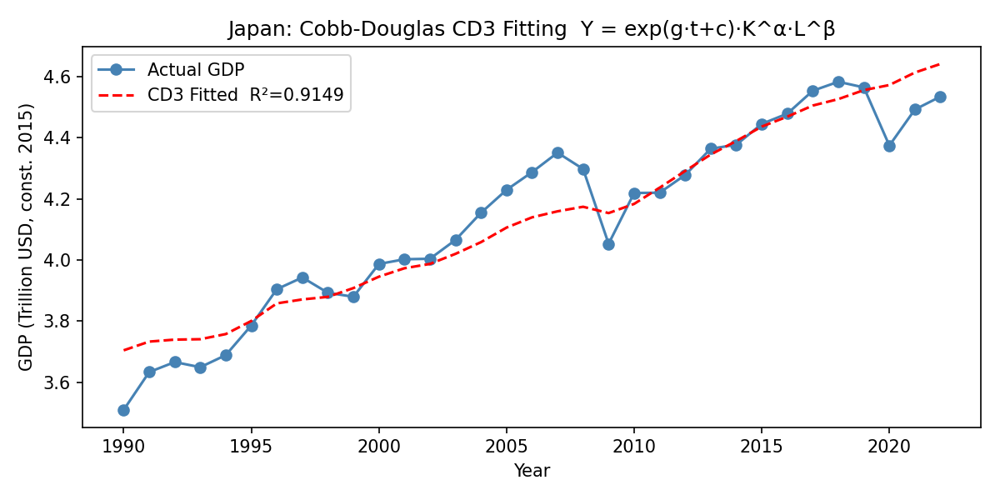 Japan: Cobb-Douglas CD3 Fitting  Y = exp(g·t+c)·K^α·L^β
Actual GDP
CD3 Fitted  R²=0.9149
GDP (Trillion USD, const. 2015)
4.6
4.4
4.2
4.0
3.8
3.6
1990 1995 2000 2005 2010 2015 2020
Year